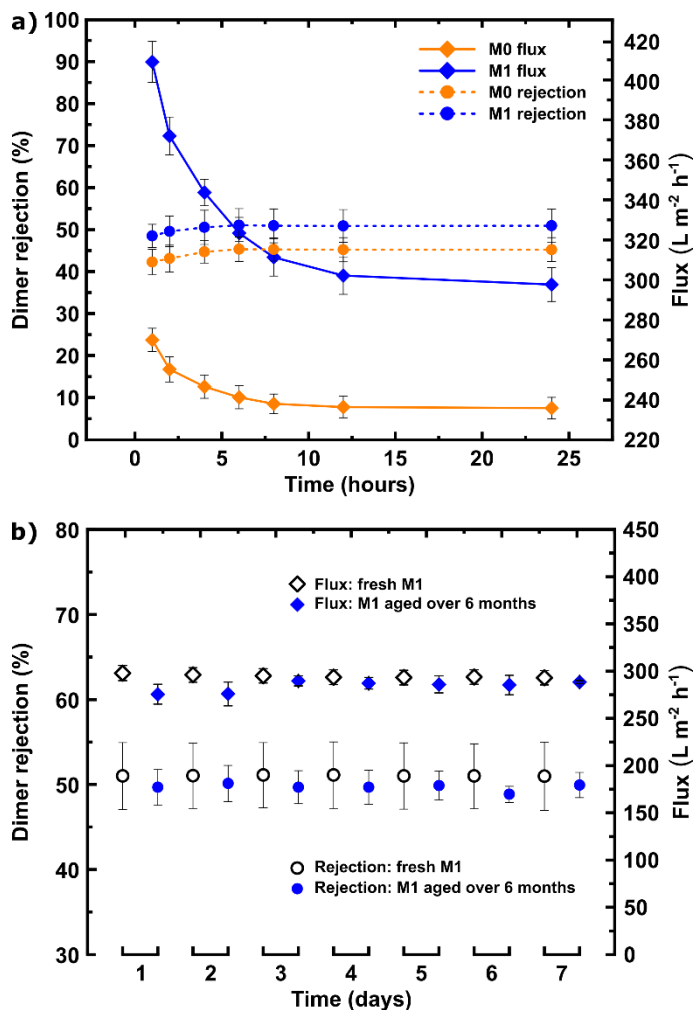 a)
100
90
80
70
60
50
40
30
20
10
0
Dimer rejection (%)
M0 flux
M1 flux
M0 rejection
M1 rejection
420
400
380
360
340
320
300
280
260
240
220
Flux (L m⁻² h⁻¹)
0 5 10 15 20 25
Time (hours)
b)
80
70
60
50
40
30
Dimer rejection (%)
Flux: fresh M1
Flux: M1 aged over 6 months
Rejection: fresh M1
Rejection: M1 aged over 6 months
450
400
350
300
250
200
150
100
50
0
Flux (L m⁻² h⁻¹)
1 2 3 4 5 6 7
Time (days)